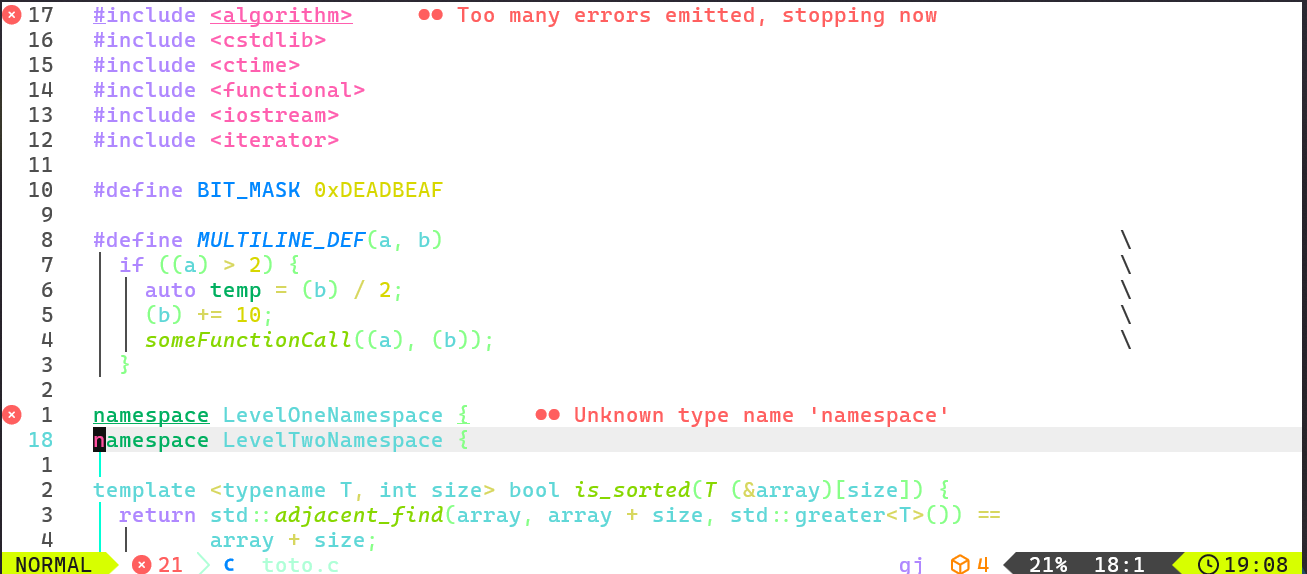 17 #include <algorithm> ●● Too many errors emitted, stopping now
16 #include <cstdlib>
15 #include <ctime>
14 #include <functional>
13 #include <iostream>
12 #include <iterator>
11
10 #define BIT_MASK 0xDEADBEAF
9
8 #define MULTILINE_DEF(a, b) \
7 if ((a) > 2) { \
6 auto temp = (b) / 2; \
5 (b) += 10; \
4 someFunctionCall((a), (b)); \
3 }
2
1 namespace LevelOneNamespace { ●● Unknown type name 'namespace'
18 namespace LevelTwoNamespace {
1
2 template <typename T, int size> bool is_sorted(T (&array)[size]) {
3 return std::adjacent_find(array, array + size, std::greater<T>()) ==
4 array + size;
NORMAL 21 C toto.c gj 4 21% 18:1 19:08